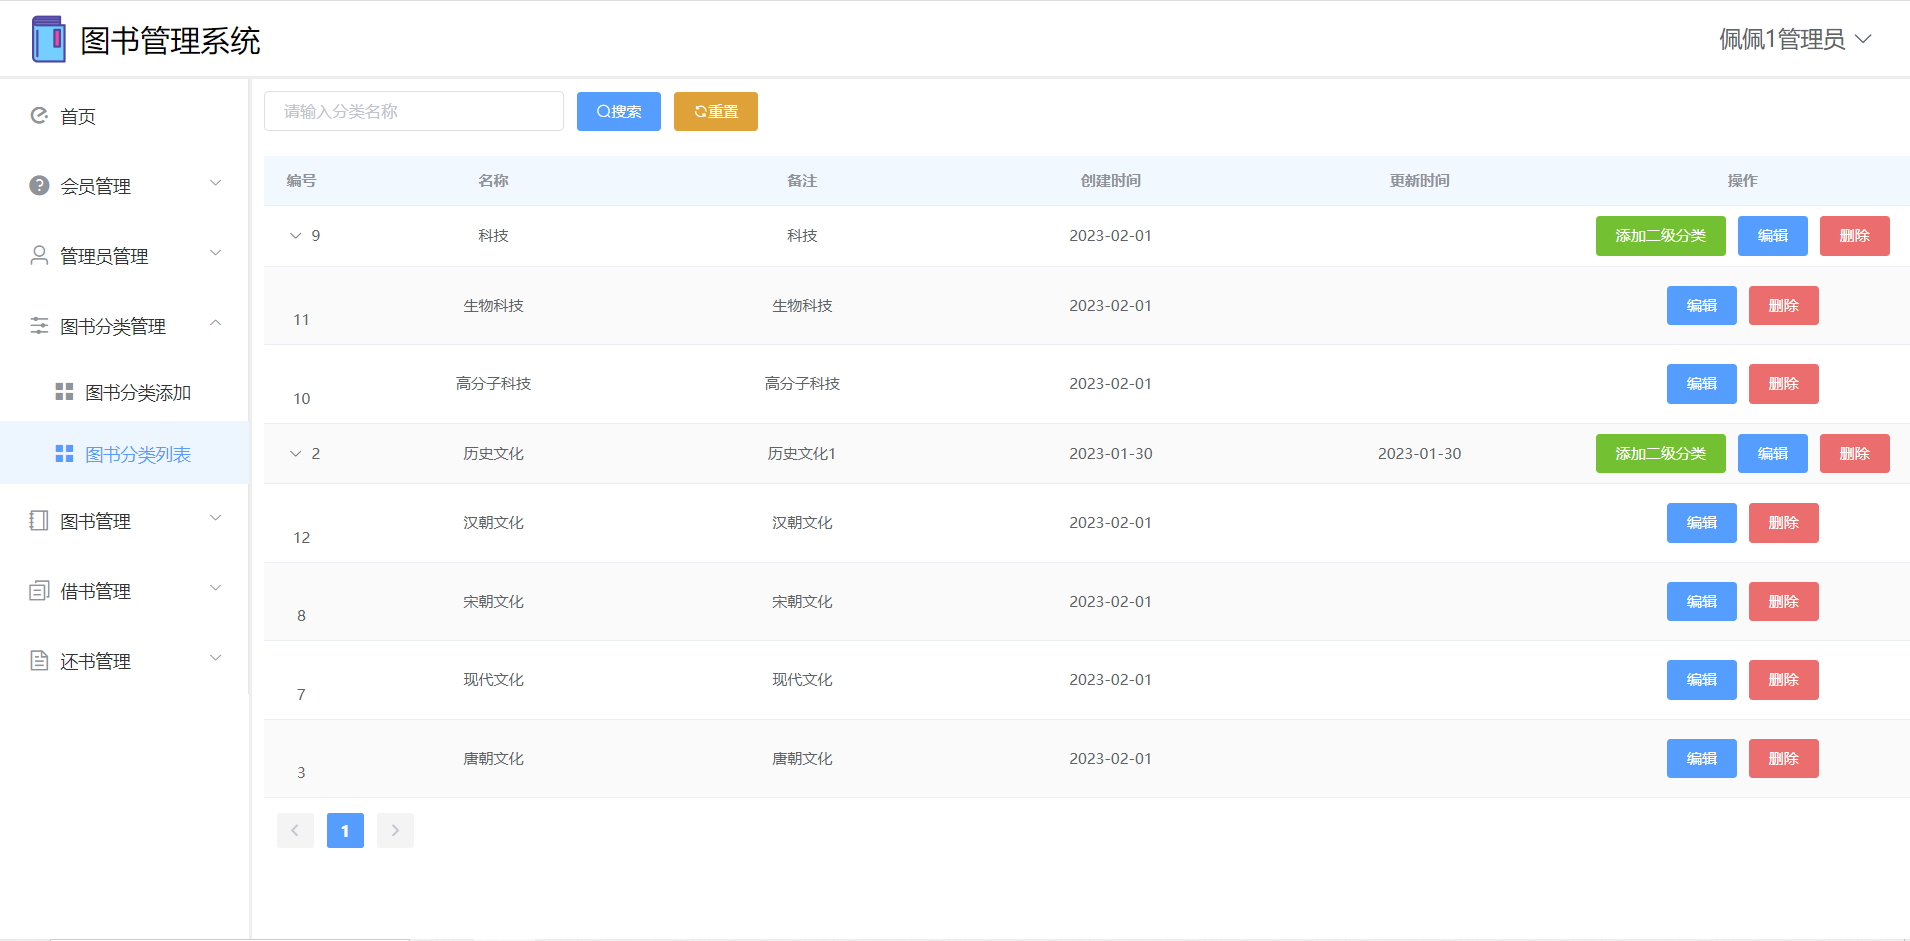 图书管理系统
佩佩1管理员
首页
会员管理
管理员管理
图书分类管理
图书分类添加
图书分类列表
图书管理
借书管理
还书管理
请输入分类名称 搜索 重置
编号 名称 备注 创建时间 更新时间 操作
9 科技 科技 2023-02-01 添加二级分类 编辑 删除
11 生物科技 生物科技 2023-02-01 编辑 删除
10 高分子科技 高分子科技 2023-02-01 编辑 删除
2 历史文化 历史文化1 2023-01-30 2023-01-30 添加二级分类 编辑 删除
12 汉朝文化 汉朝文化 2023-02-01 编辑 删除
8 宋朝文化 宋朝文化 2023-02-01 编辑 删除
7 现代文化 现代文化 2023-02-01 编辑 删除
3 唐朝文化 唐朝文化 2023-02-01 编辑 删除
1